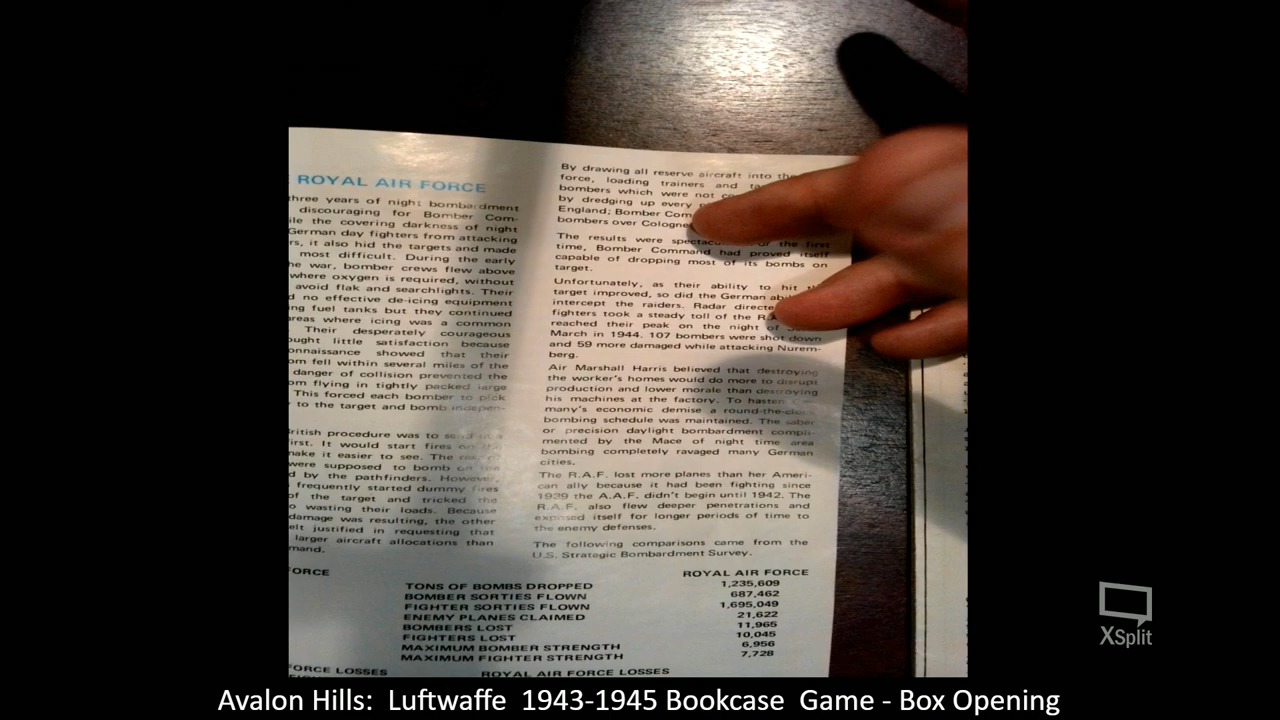 ROYAL AIR FORCE
three years of night bombardment
discouraging for Bomber Com-
the covering darkness of night
German day fighters from attacking
it also hid the targets and made
most difficult. During the early
war, bomber crews flew above
where oxygen is required, without
avoid flak and searchlights. Their
no effective de-icing equipment
fuel tanks but they continued
areas where icing was a common
Their desperately courageous
little satisfaction because
showed that their
fell within several miles of the
danger of collision prevented the
from flying in tightly packed large
This forced each bomber to pick
to the target and bomb indepen-
British procedure was to send
first. It would start fires
make it easier to see. The
were supposed to bomb on
by the pathfinders. However,
frequently started dummy fires
of the target and tricked the
wasting their loads. Because
damage was resulting, the other
felt justified in requesting that
larger aircraft allocations than
By drawing all reserve aircraft into the
force, loading trainers and
bombers which were not
by dredging up every
England; Bomber Com
bombers over Cologne
The results were the first
time, Bomber Command had proved itself
capable of dropping most of its bombs on
target.
Unfortunately, as their ability to hit
target improved, so did the German
intercept the raiders. Radar
fighters took a steady toll of the
reached their peak on the night of
March in 1944. 107 bombers were shot down
and 59 more damaged while attacking Nurem-
berg.
Air Marshall Harris believed that destroying
the worker's homes would do more to disrupt
production and lower morale than destroying
his machines at the factory. To hasten
many's economic demise a round-the-clock
bombing schedule was maintained. The saber
or precision daylight bombardment compli-
mented by the Mace of night time area
bombing completely ravaged many German
cities.
The R.A.F. lost more planes than her Ameri-
can ally because it had been fighting since
1939 the A.A.F. didn't begin until 1942. The
R.A.F. also flew deeper penetrations and
exposed itself for longer periods of time to
the enemy defenses.
The following comparisons came from the
U.S. Strategic Bombardment Survey.
FORCE ROYAL AIR FORCE
TONS OF BOMBS DROPPED 1,235,609
BOMBER SORTIES FLOWN 687,462
FIGHTER SORTIES FLOWN 1,695,049
ENEMY PLANES CLAIMED 21,622
BOMBERS LOST 11,965
FIGHTERS LOST 10,045
MAXIMUM BOMBER STRENGTH 6,956
MAXIMUM FIGHTER STRENGTH 7,728
FORCE LOSSES ROYAL AIR FORCE LOSSES
XSplit
Avalon Hills: Luftwaffe 1943-1945 Bookcase Game - Box Opening